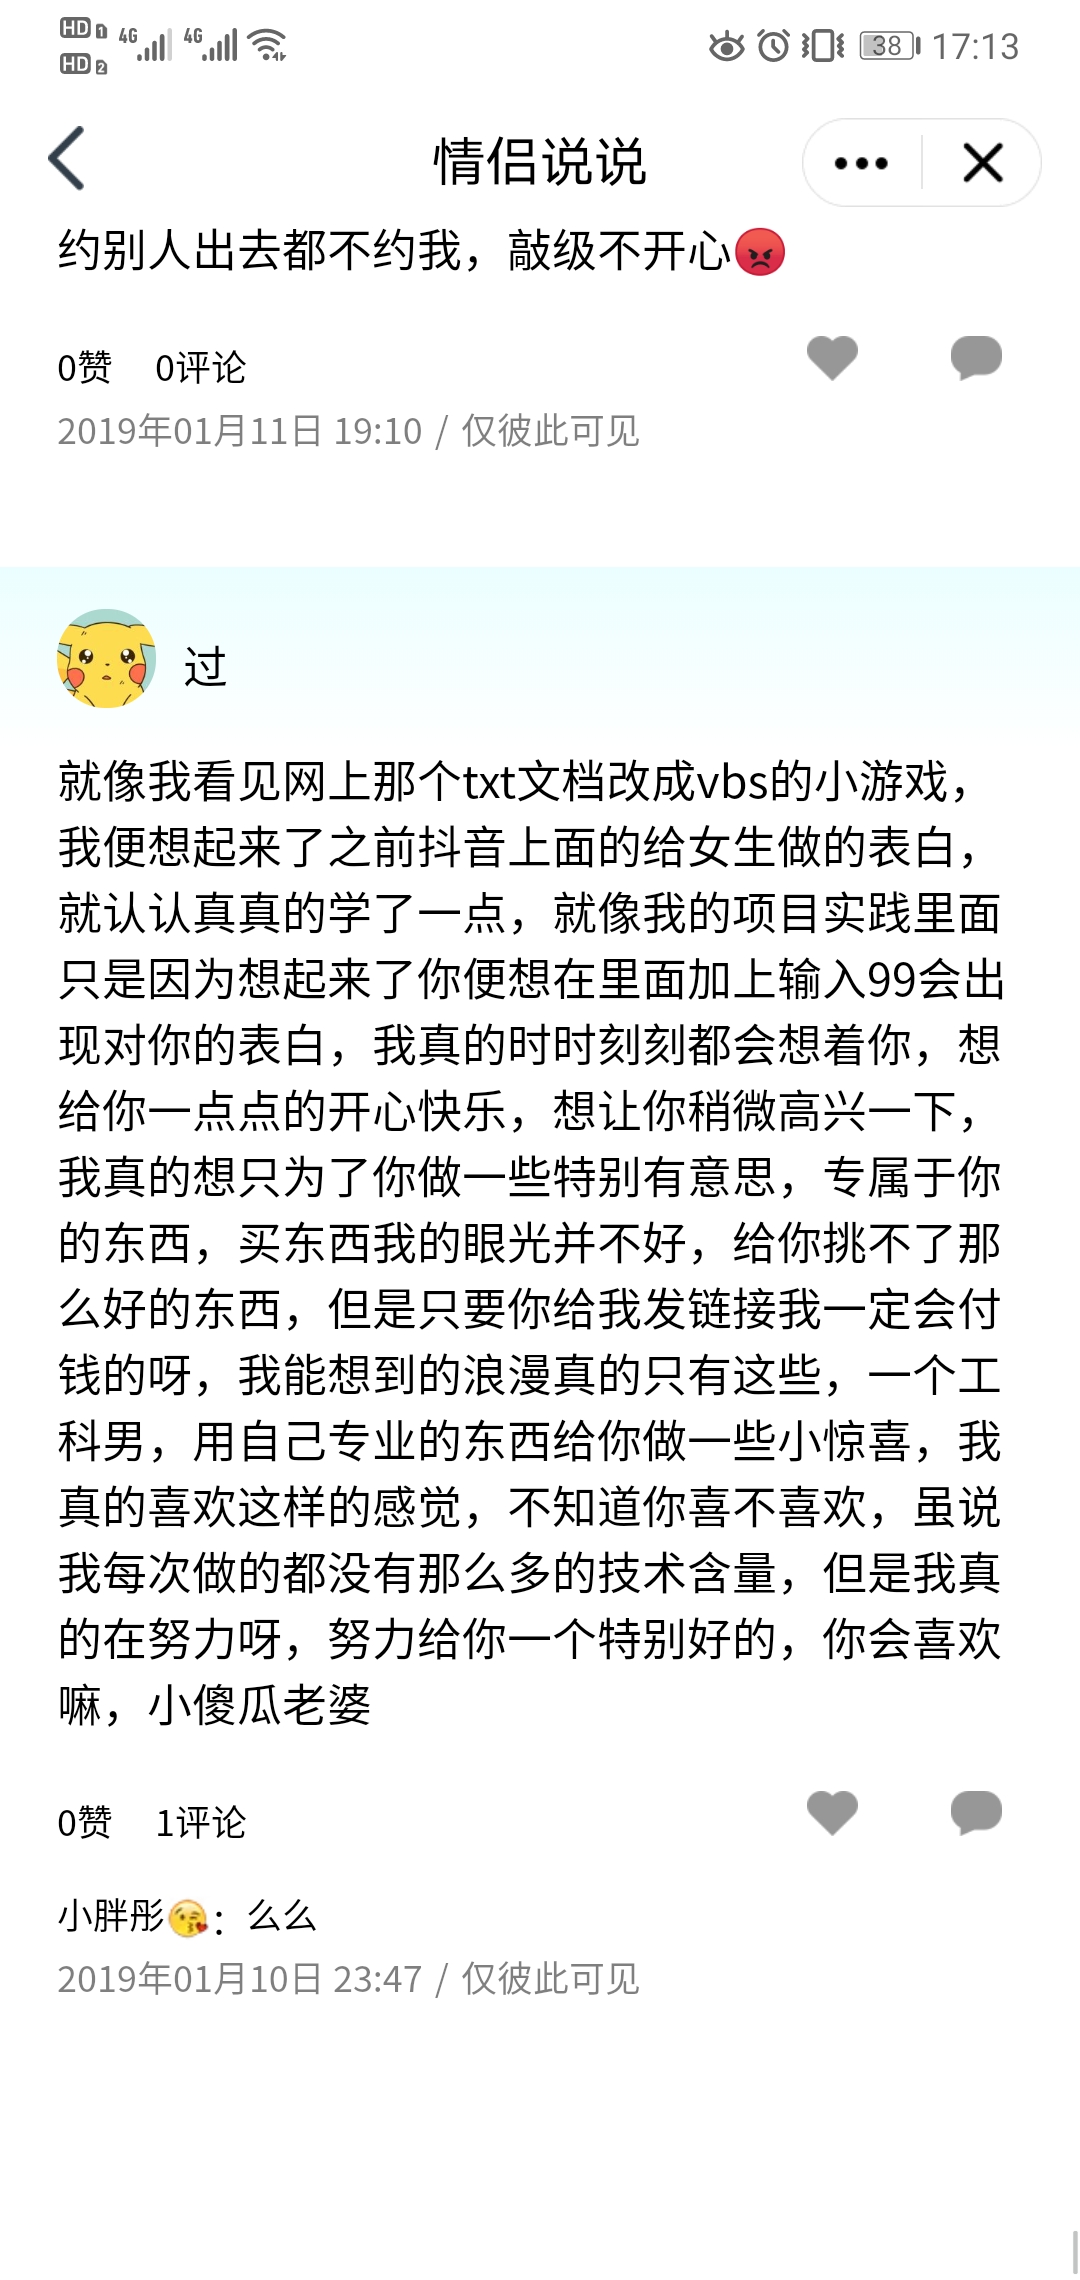 HD 1 4G 4G 38 17:13
HD 2
情侣说说
约别人出去都不约我，敲级不开心😡
0赞 0评论
2019年01月11日 19:10 / 仅彼此可见
过
就像我看见网上那个txt文档改成vbs的小游戏，
我便想起来了之前抖音上面的给女生做的表白，
就认认真真的学了一点，就像我的项目实践里面
只是因为想起来了你便想在里面加上输入99会出
现对你的表白，我真的时时刻刻都会想着你，想
给你一点点的开心快乐，想让你稍微高兴一下，
我真的想只为了你做一些特别有意思，专属于你
的东西，买东西我的眼光并不好，给你挑不了那
么好的东西，但是只要你给我发链接我一定会付
钱的呀，我能想到的浪漫真的只有这些，一个工
科男，用自己专业的东西给你做一些小惊喜，我
真的喜欢这样的感觉，不知道你喜不喜欢，虽说
我每次做的都没有那么多的技术含量，但是我真
的在努力呀，努力给你一个特别好的，你会喜欢
嘛，小傻瓜老婆
0赞 1评论
小胖彤😘：么么
2019年01月10日 23:47 / 仅彼此可见